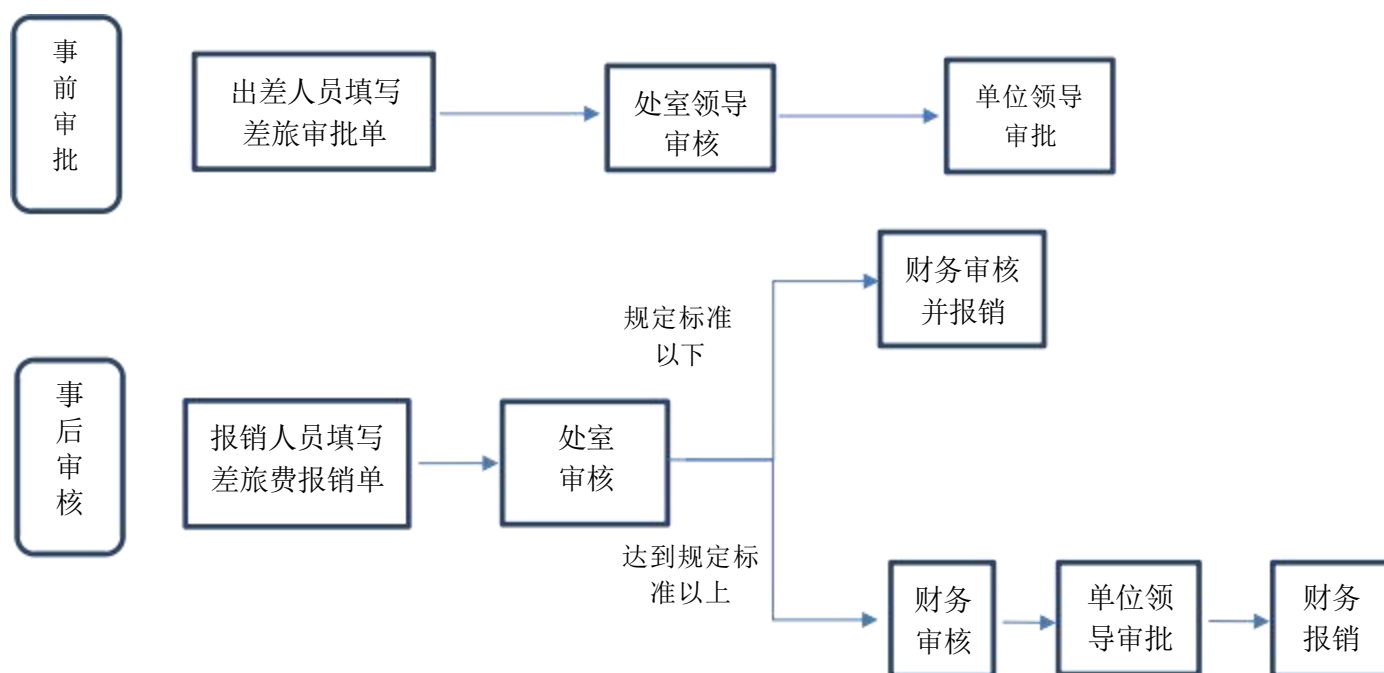 事
前
审
批
出差人员填写
差旅审批单
处室领导
审核
单位领导
审批
财务审核
并报销
规定标准
以下
事
后
审
核
报销人员填写
差旅费报销单
处室
审核
达到规定标
准以上
财务
审核
单位领
导审批
财务
报销